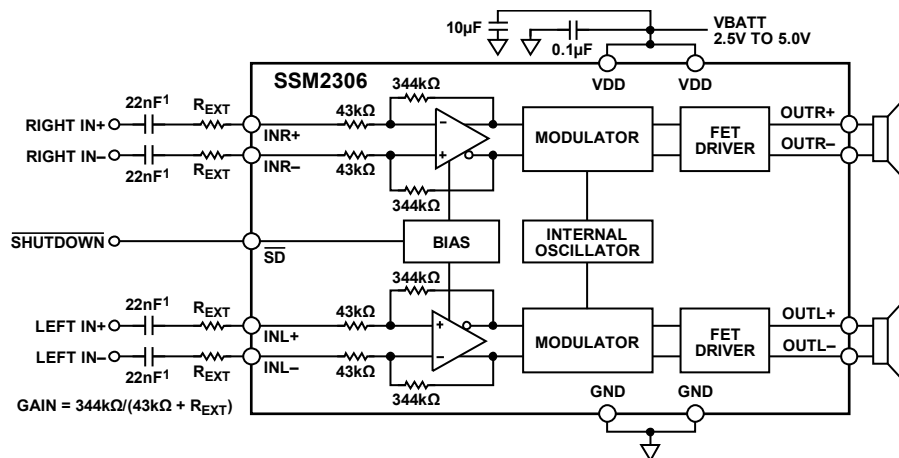 10µF
0.1µF
VBATT
2.5V TO 5.0V
SSM2306
VDD
VDD
22nF¹
REXT
344kΩ
43kΩ
RIGHT IN+
INR+
MODULATOR
FET
DRIVER
OUTR+
RIGHT IN–
INR–
OUTR–
22nF¹
REXT
43kΩ
344kΩ
SHUTDOWN
SD
BIAS
INTERNAL
OSCILLATOR
22nF¹
REXT
344kΩ
43kΩ
LEFT IN+
INL+
MODULATOR
FET
DRIVER
OUTL+
LEFT IN–
INL–
OUTL–
22nF¹
REXT
43kΩ
344kΩ
GND
GND
GAIN = 344kΩ/(43kΩ + REXT)